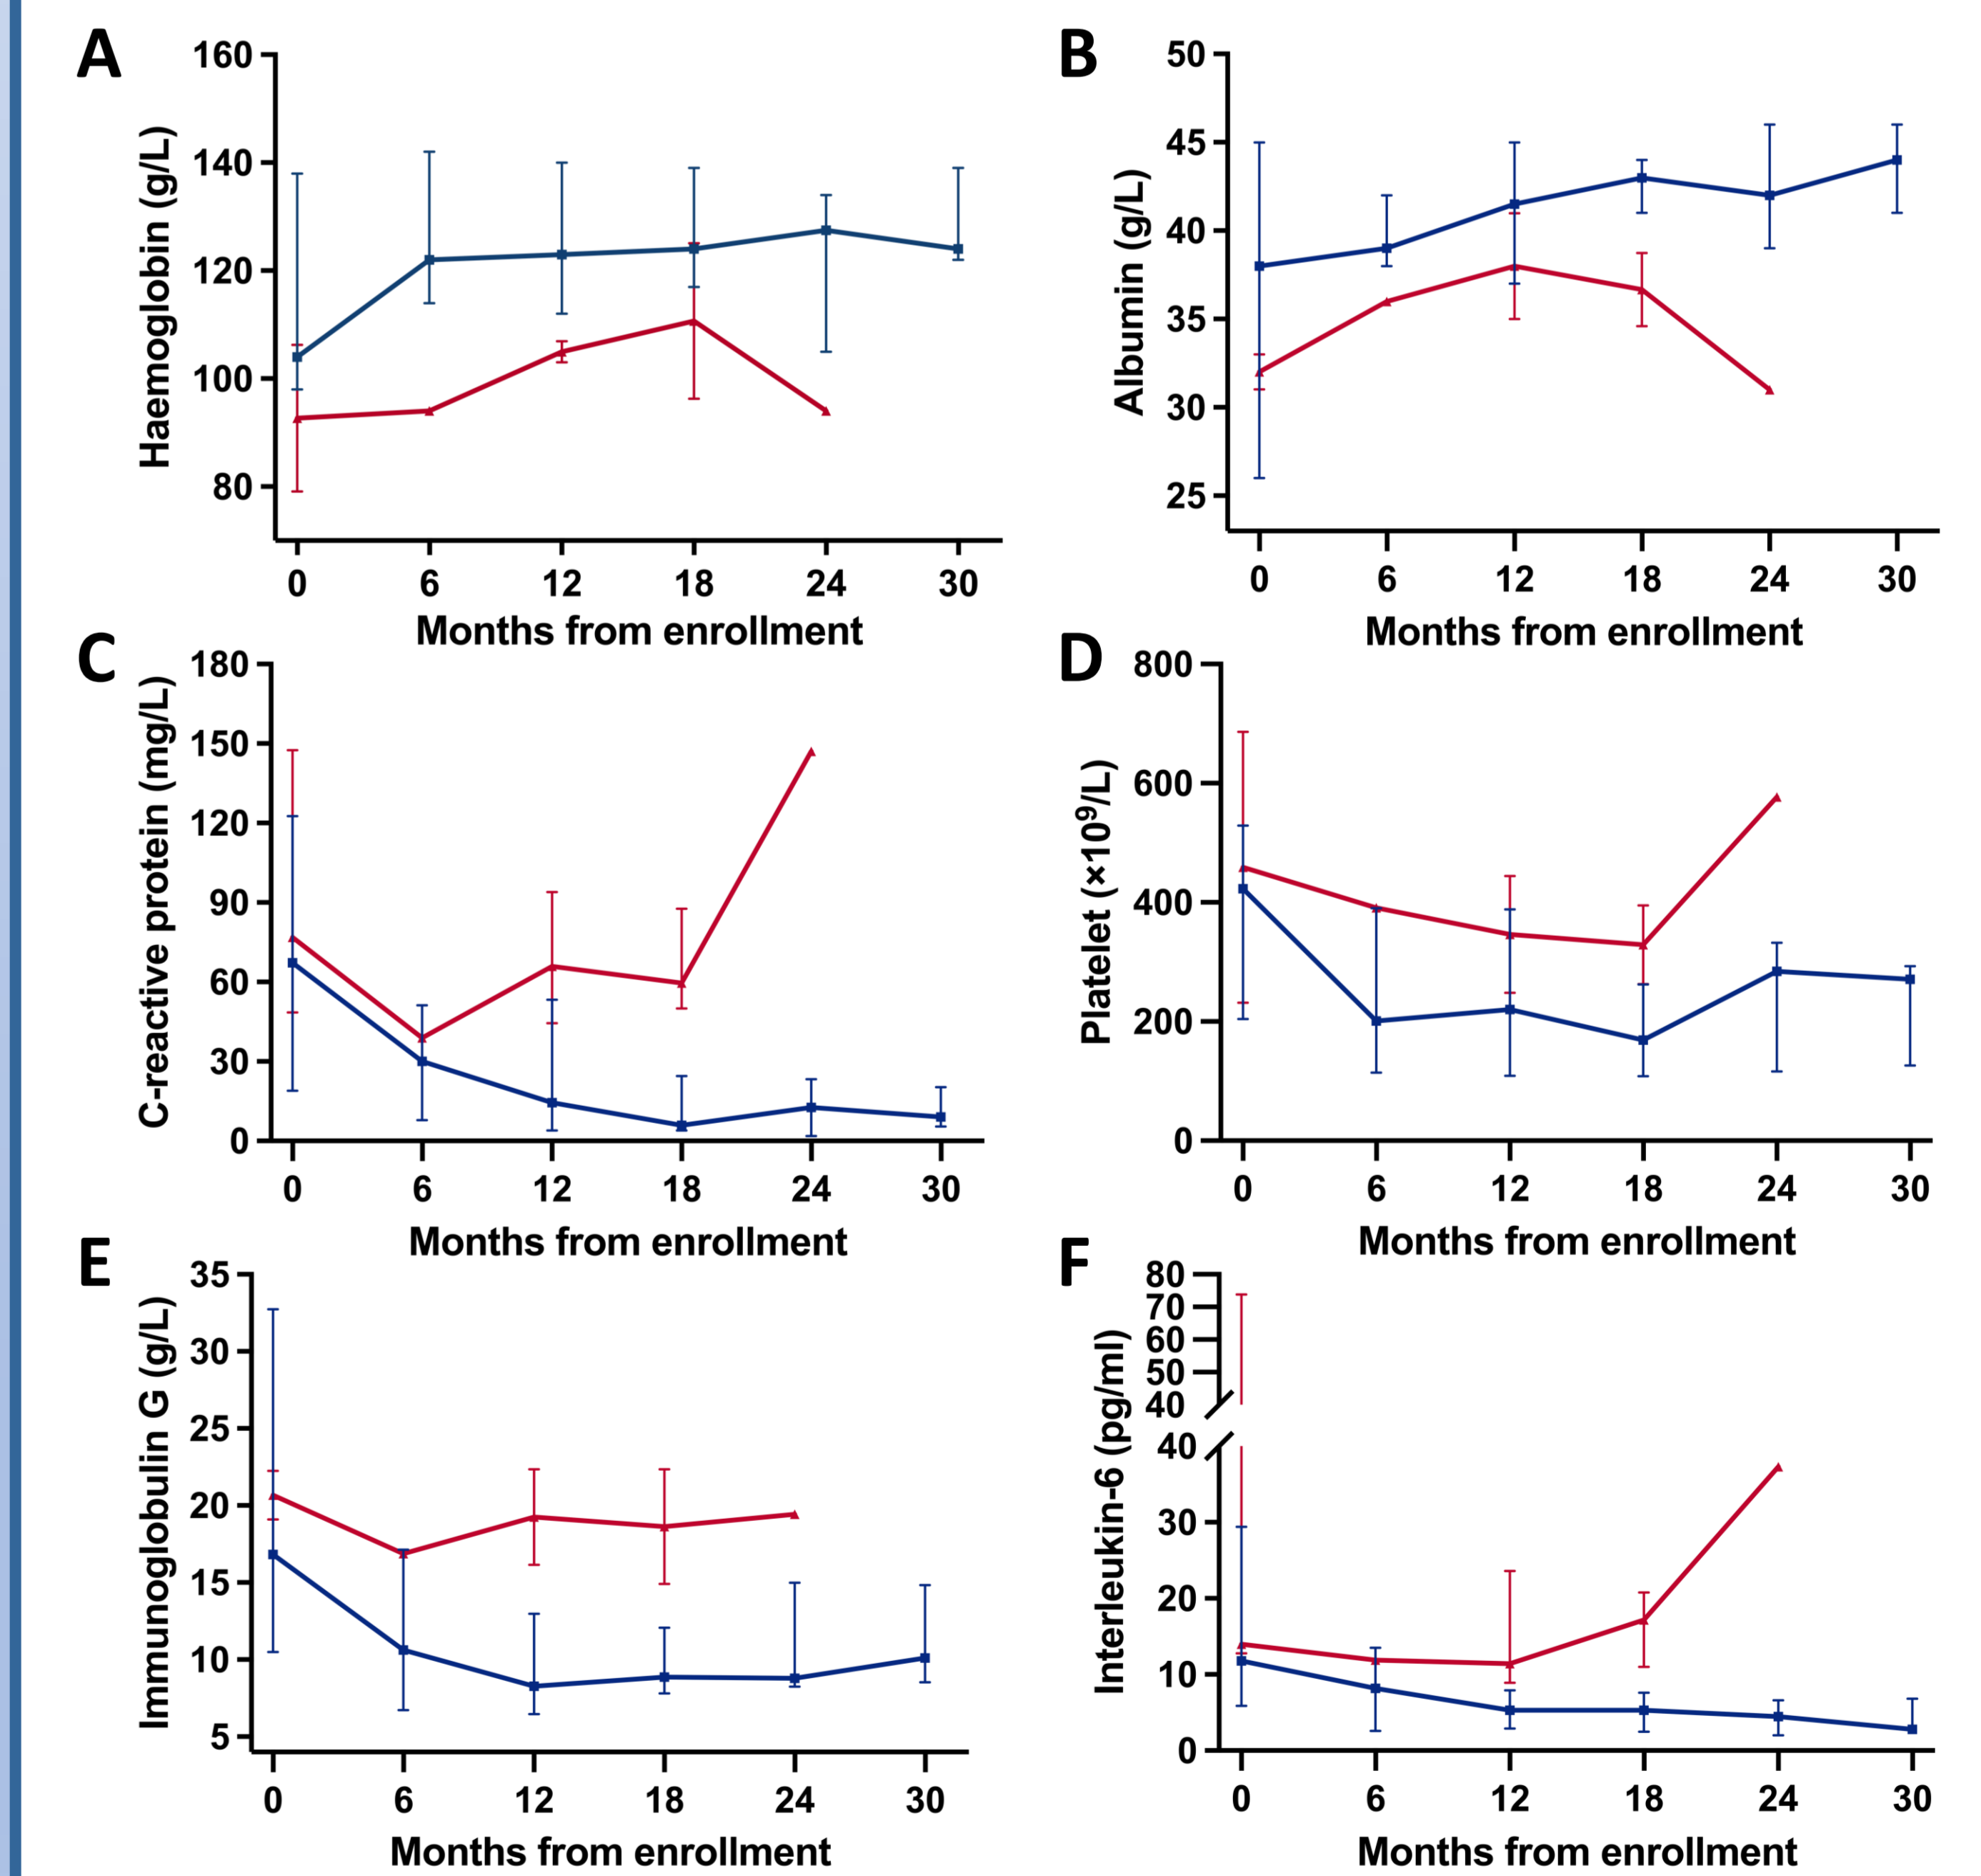 A
Haemoglobin (g/L)
160
140
120
100
80
0 6 12 18 24 30
Months from enrollment
B
Albumin (g/L)
50
45
40
35
30
25
0 6 12 18 24 30
Months from enrollment
C
C-reactive protein (mg/L)
180
150
120
90
60
30
0
0 6 12 18 24 30
Months from enrollment
D
Platelet (×10⁹/L)
800
600
400
200
0
0 6 12 18 24 30
Months from enrollment
E
Immunoglobulin G (g/L)
35
30
25
20
15
10
5
0 6 12 18 24 30
Months from enrollment
F
Interleukin-6 (pg/ml)
80
70
60
50
40
40
30
20
10
0
0 6 12 18 24 30
Months from enrollment